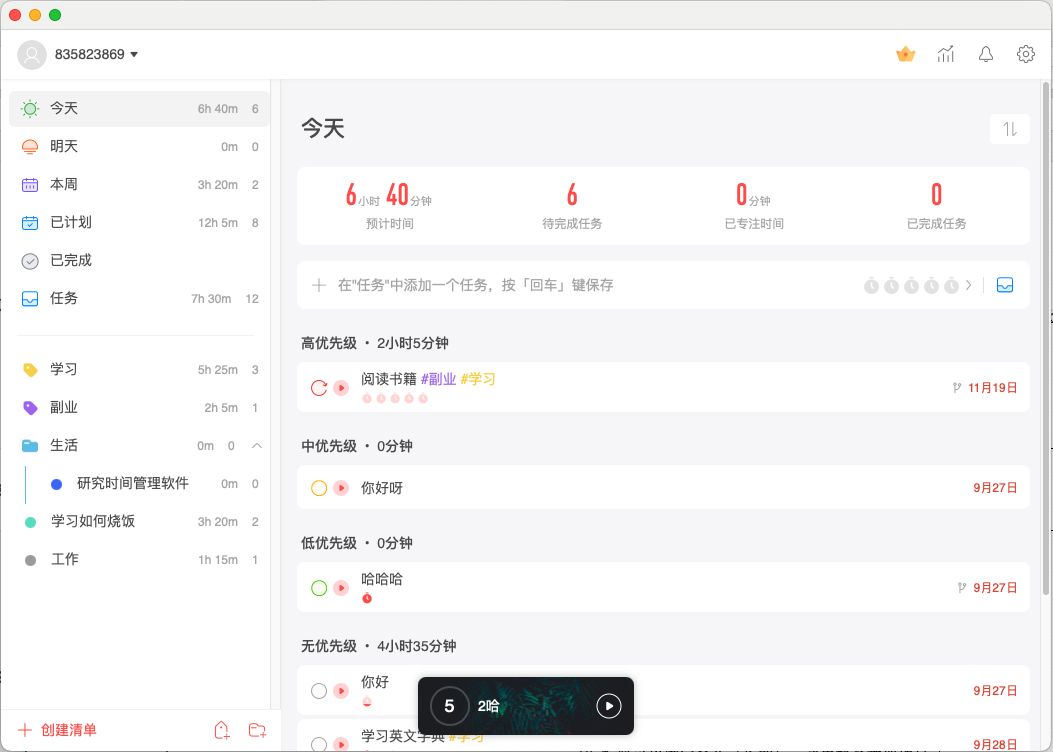 835823869
今天 6h 40m 6
明天 0m 0
本周 3h 20m 2
已计划 12h 5m 8
已完成
任务 7h 30m 12
学习 5h 25m 3
副业 2h 5m 1
生活 0m 0
研究时间管理软件 0m 0
学习如何烧饭 3h 20m 2
工作 1h 15m 1
创建清单
今天
6小时40分钟 6 0分钟 0
预计时间 待完成任务 已专注时间 已完成任务
在"任务"中添加一个任务，按「回车」键保存
高优先级 · 2小时5分钟
阅读书籍 #副业 #学习 11月19日
中优先级 · 0分钟
你好呀 9月27日
低优先级 · 0分钟
哈哈哈 9月27日
无优先级 · 4小时35分钟
你好 9月27日
5 2哈
学习英文字典 #学习 9月28日